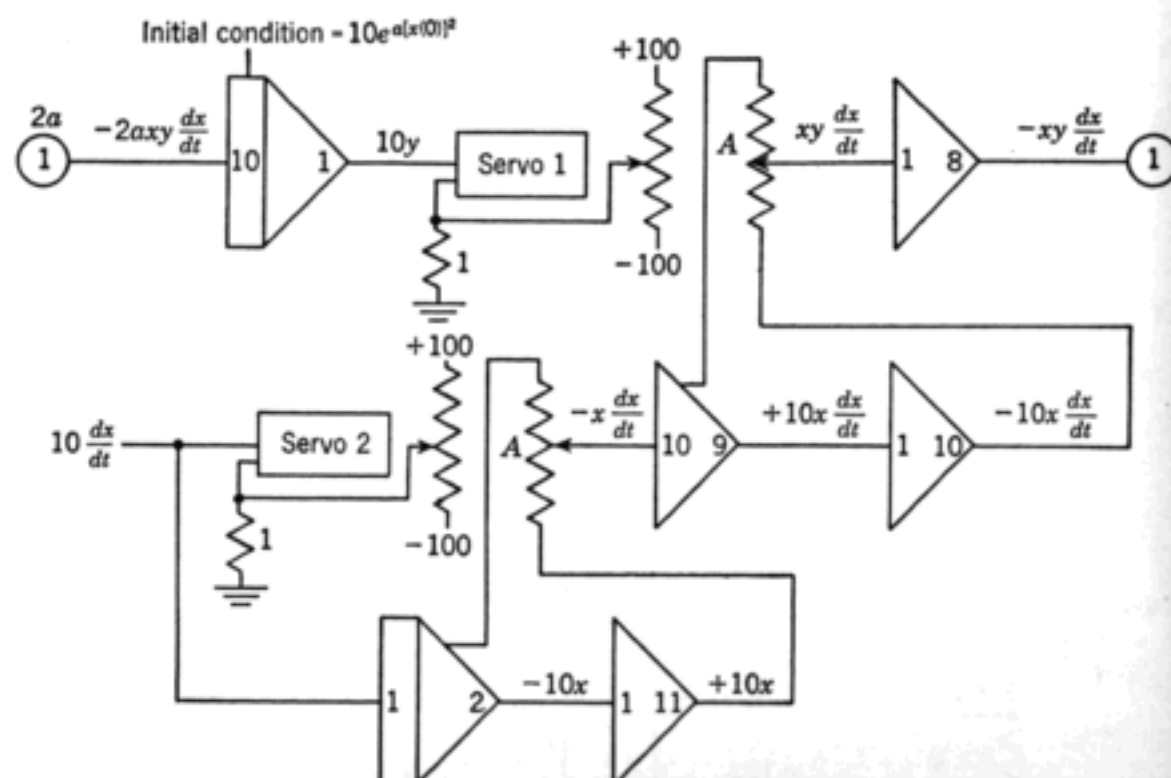 Initial condition - 10e^{a[x(0)]²}
2a
1
-2axy dx/dt
10
1
10y
Servo 1
1
+100
-100
A
xy dx/dt
1
8
-xy dx/dt
1
10 dx/dt
Servo 2
1
+100
-100
A
-x dx/dt
10
9
+10x dx/dt
1
10
-10x dx/dt
1
2
-10x
1
11
+10x